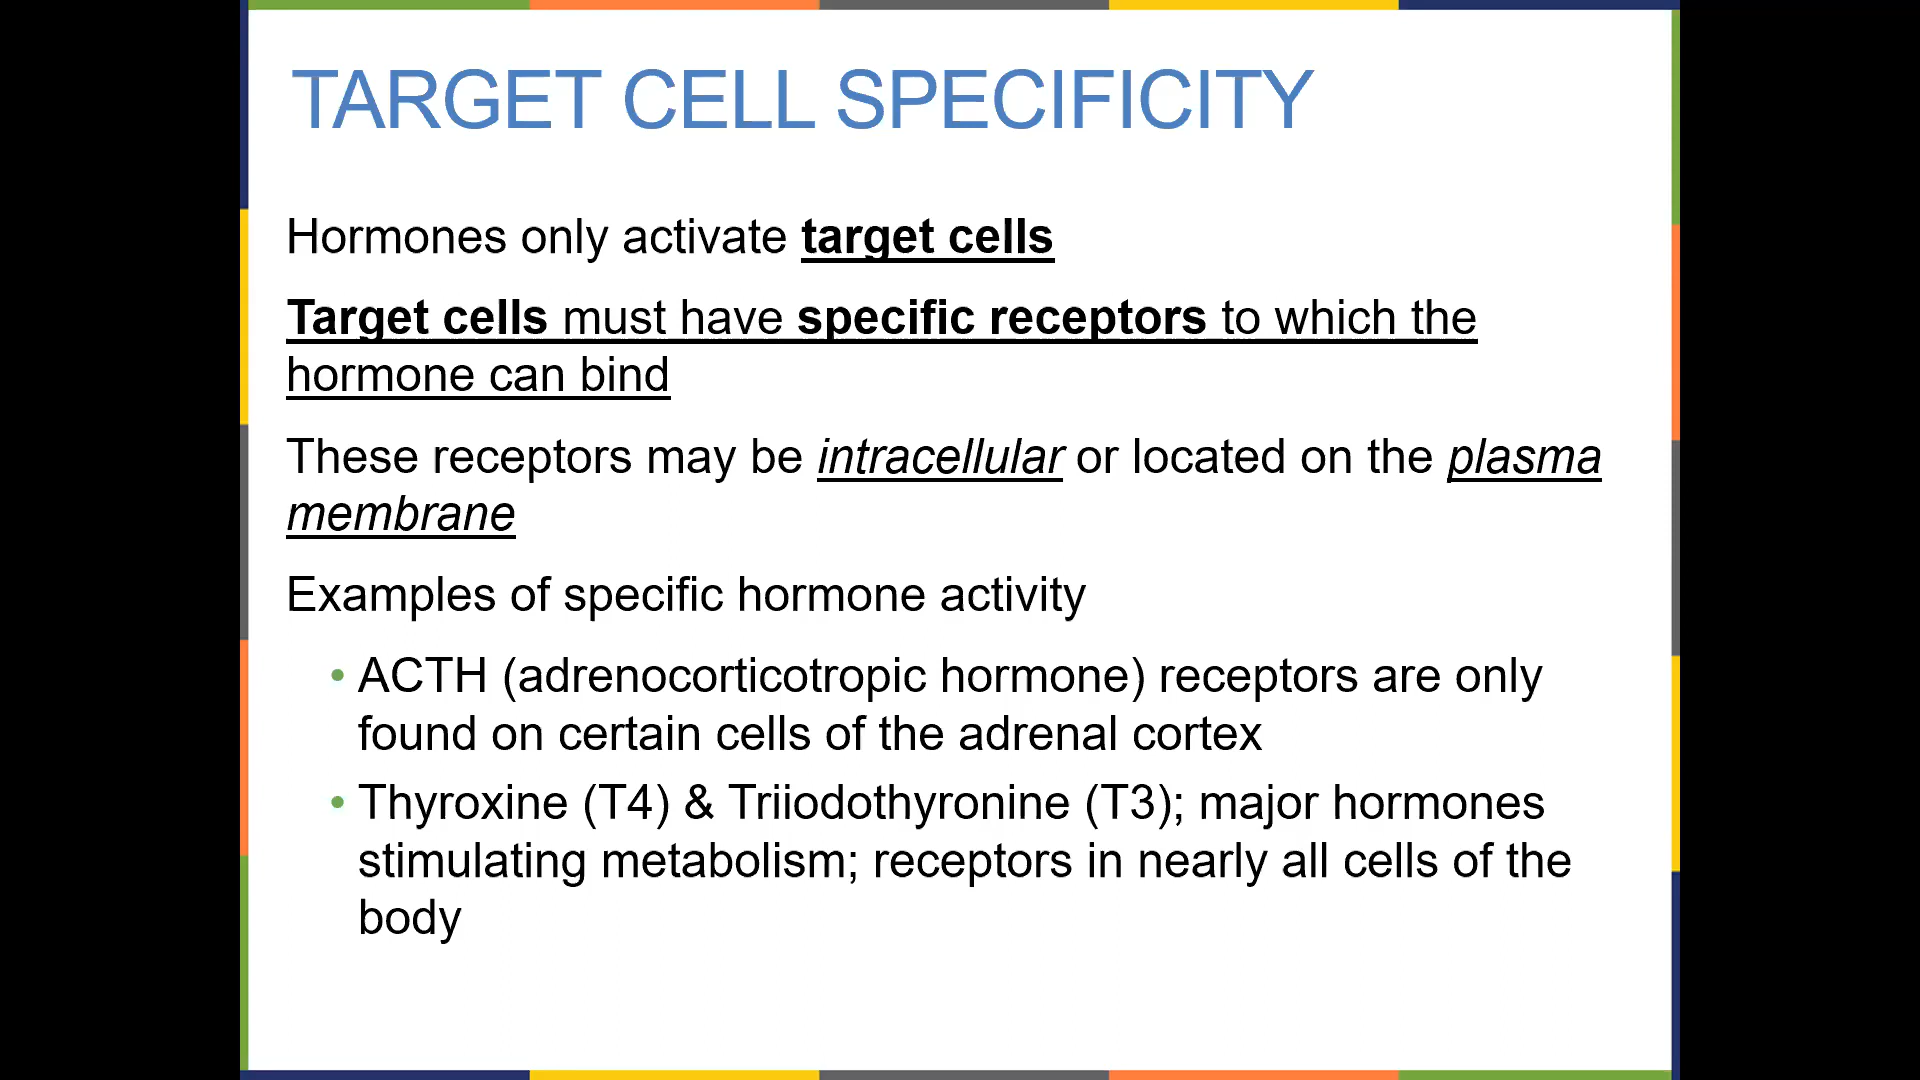 TARGET CELL SPECIFICITY
Hormones only activate target cells
Target cells must have specific receptors to which the
hormone can bind
These receptors may be intracellular or located on the plasma
membrane
Examples of specific hormone activity
• ACTH (adrenocorticotropic hormone) receptors are only
found on certain cells of the adrenal cortex
• Thyroxine (T4) & Triiodothyronine (T3); major hormones
stimulating metabolism; receptors in nearly all cells of the
body